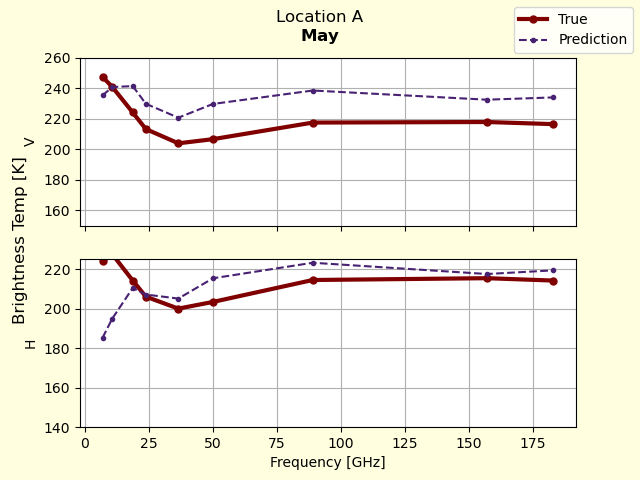 Location A
May
True
Prediction
260
240
220
200
180
160
V
Brightness Temp [K]
220
200
180
160
140
H
0 25 50 75 100 125 150 175
Frequency [GHz]